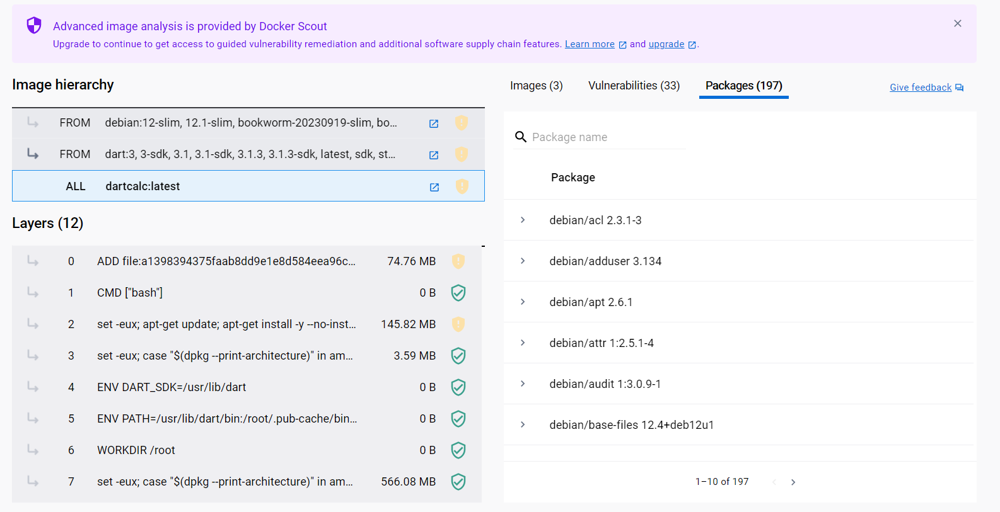 Advanced image analysis is provided by Docker Scout
Upgrade to continue to get access to guided vulnerability remediation and additional software supply chain features. Learn more and upgrade.
Image hierarchy
FROM debian:12-slim, 12.1-slim, bookworm-20230919-slim, bo...
FROM dart:3, 3-sdk, 3.1, 3.1-sdk, 3.1.3, 3.1.3-sdk, latest, sdk, st...
ALL dartcalc:latest
Layers (12)
0 ADD file:a1398394375faab8dd9e1e8d584eea96c... 74.76 MB
1 CMD ["bash"] 0 B
2 set -eux; apt-get update; apt-get install -y --no-inst... 145.82 MB
3 set -eux; case "$(dpkg --print-architecture)" in am... 3.59 MB
4 ENV DART_SDK=/usr/lib/dart 0 B
5 ENV PATH=/usr/lib/dart/bin:/root/.pub-cache/bin... 0 B
6 WORKDIR /root 0 B
7 set -eux; case "$(dpkg --print-architecture)" in am... 566.08 MB
Images (3) Vulnerabilities (33) Packages (197) Give feedback
Package name
Package
debian/acl 2.3.1-3
debian/adduser 3.134
debian/apt 2.6.1
debian/attr 1:2.5.1-4
debian/audit 1:3.0.9-1
debian/base-files 12.4+deb12u1
1–10 of 197